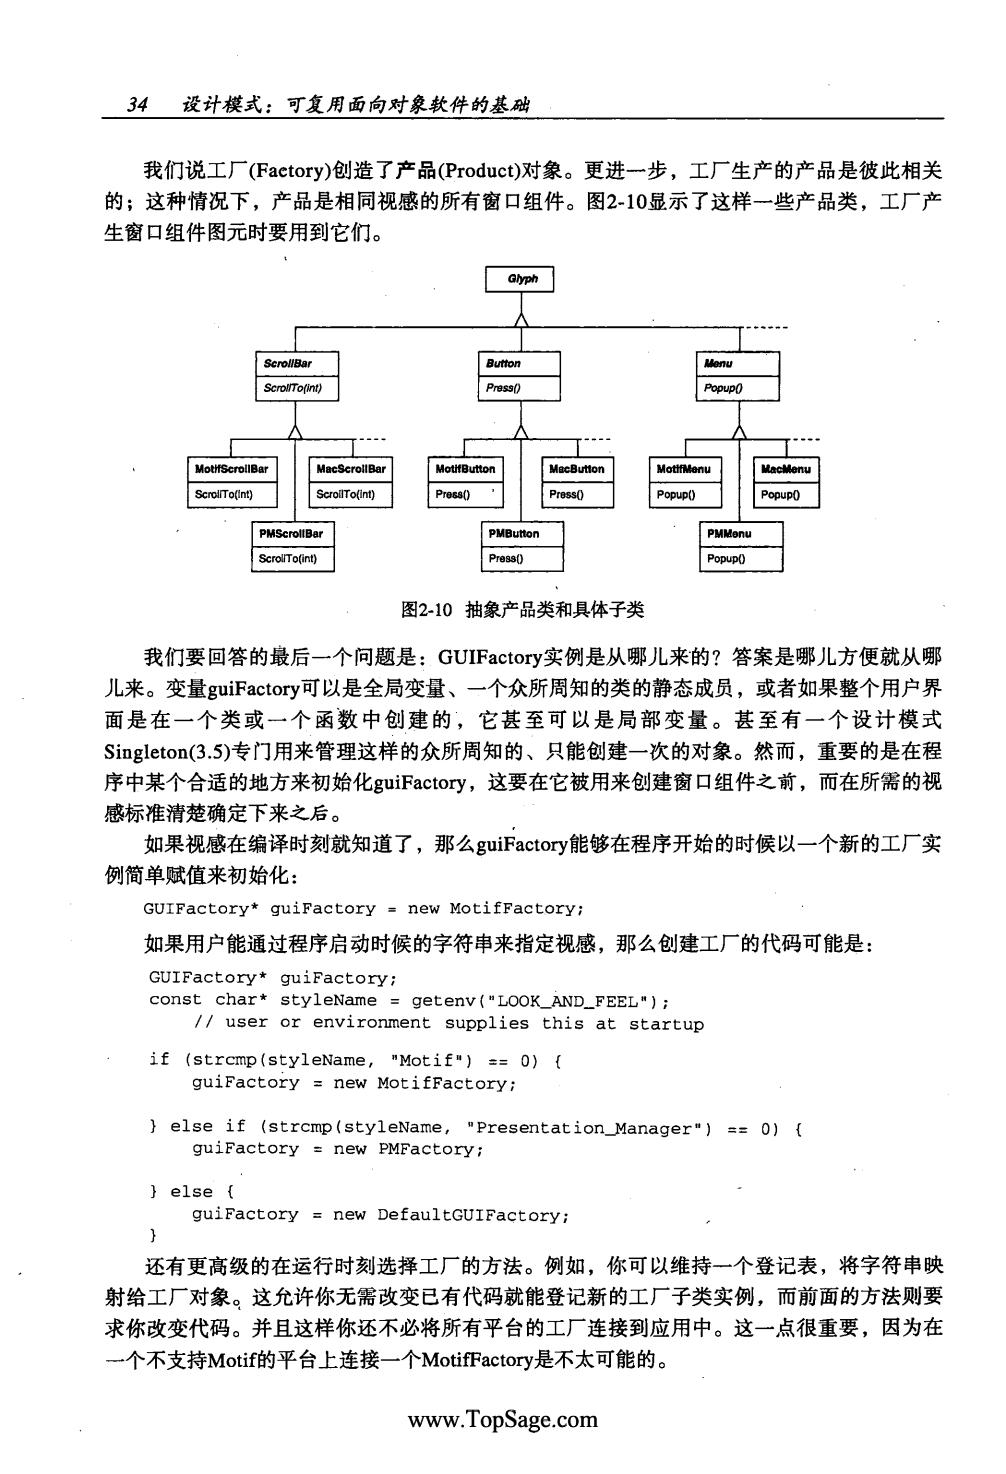 34 设计模式：可复用面向对象软件的基础
我们说工厂(Factory)创造了产品(Product)对象。更进一步，工厂生产的产品是彼此相关
的；这种情况下，产品是相同视感的所有窗口组件。图2-10显示了这样一些产品类，工厂产
生窗口组件图元时要用到它们。
Glyph
ScrollBar
ScrollTo(int)
Button
Press()
Menu
Popup()
MotifScrollBar
ScrollTo(int)
MacScrollBar
ScrollTo(int)
MotifButton
Press()
MacButton
Press()
MotifMenu
Popup()
MacMenu
Popup()
PMScrollBar
ScrollTo(int)
PMButton
Press()
PMMenu
Popup()
图2-10 抽象产品类和具体子类
我们要回答的最后一个问题是：GUIFactory实例是从哪儿来的？答案是哪儿方便就从哪
儿来。变量guiFactory可以是全局变量、一个众所周知的类的静态成员，或者如果整个用户界
面是在一个类或一个函数中创建的，它甚至可以是局部变量。甚至有一个设计模式
Singleton(3.5)专门用来管理这样的众所周知的、只能创建一次的对象。然而，重要的是在程
序中某个合适的地方来初始化guiFactory，这要在它被用来创建窗口组件之前，而在所需的视
感标准清楚确定下来之后。
如果视感在编译时刻就知道了，那么guiFactory能够在程序开始的时候以一个新的工厂实
例简单赋值来初始化：
GUIFactory* guiFactory = new MotifFactory;
如果用户能通过程序启动时候的字符串来指定视感，那么创建工厂的代码可能是：
GUIFactory* guiFactory;
const char* styleName = getenv("LOOK_AND_FEEL");
// user or environment supplies this at startup
if (strcmp(styleName, "Motif") == 0) {
guiFactory = new MotifFactory;
} else if (strcmp(styleName, "Presentation_Manager") == 0) {
guiFactory = new PMFactory;
} else {
guiFactory = new DefaultGUIFactory;
}
还有更高级的在运行时刻选择工厂的方法。例如，你可以维持一个登记表，将字符串映
射给工厂对象。这允许你无需改变已有代码就能登记新的工厂子类实例，而前面的方法则要
求你改变代码。并且这样你还不必将所有平台的工厂连接到应用中。这一点很重要，因为在
一个不支持Motif的平台上连接一个MotifFactory是不太可能的。
www.TopSage.com